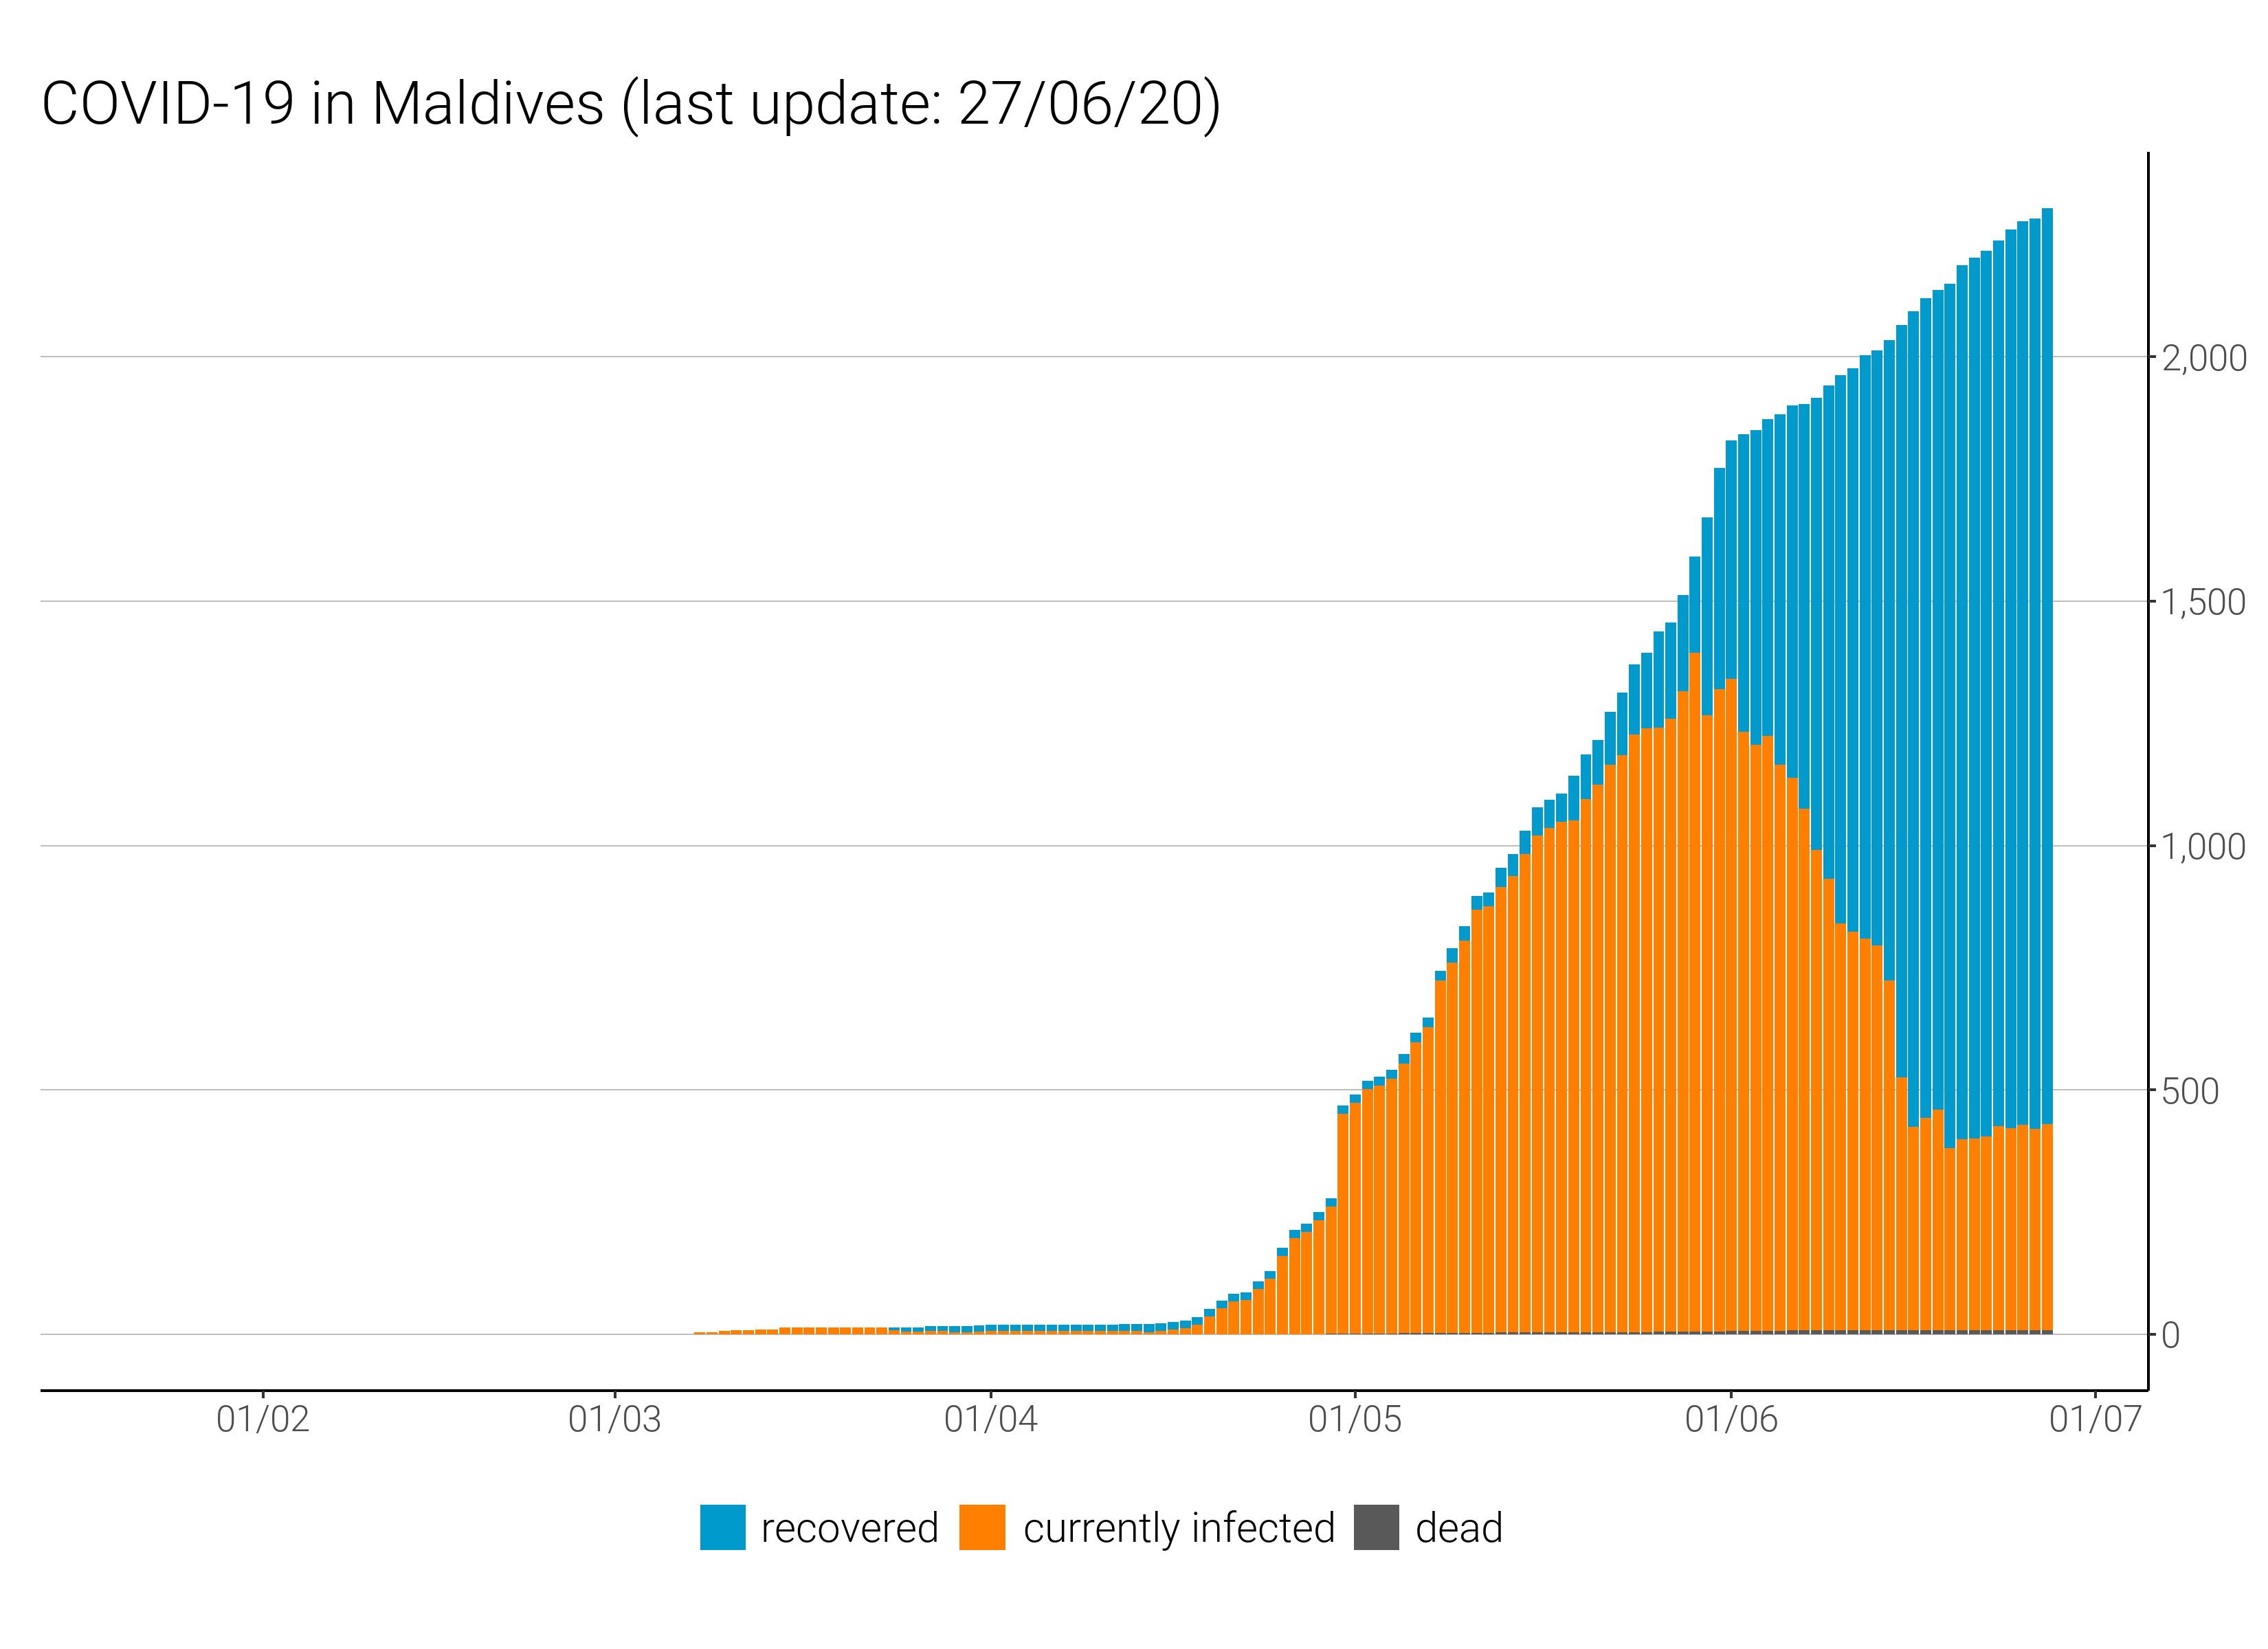 COVID-19 in Maldives (last update: 27/06/20)
2,000
1,500
1,000
500
0
01/02 01/03 01/04 01/05 01/06 01/07
recovered currently infected dead